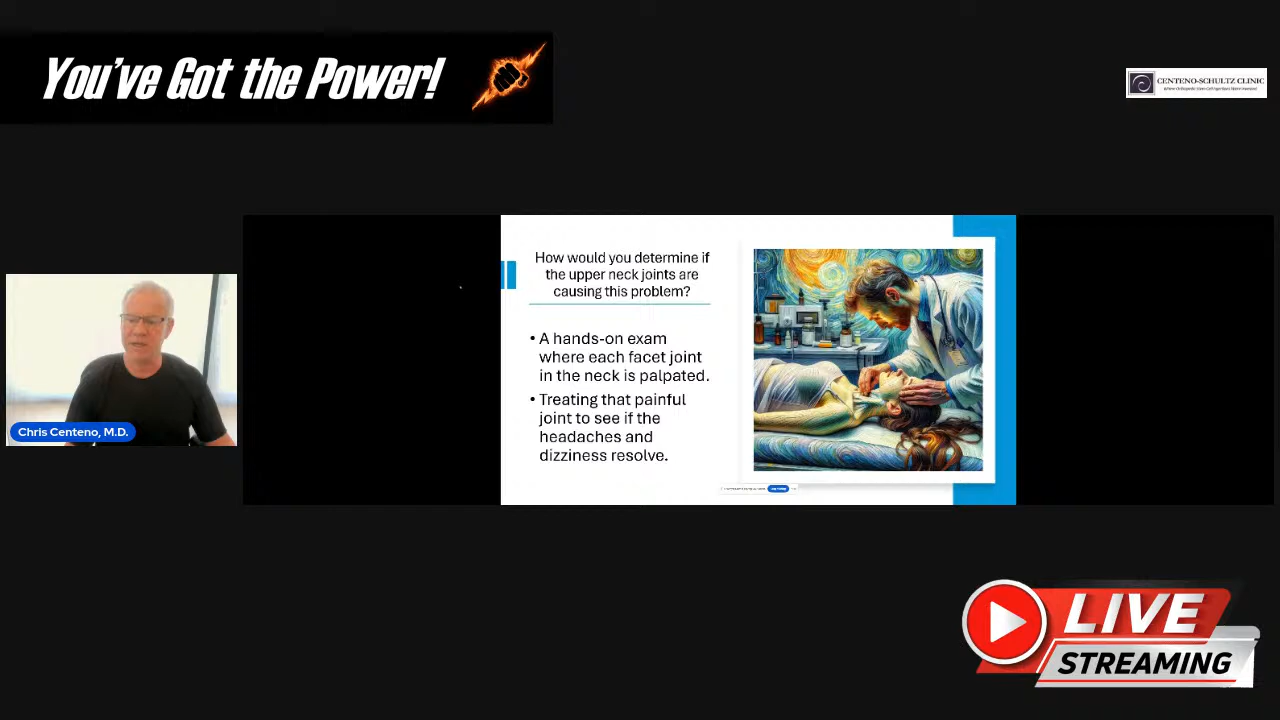 You've Got the Power!
CENTENO-SCHULTZ CLINIC
How would you determine if
the upper neck joints are
causing this problem?
• A hands-on exam
where each facet joint
in the neck is palpated.
• Treating that painful
joint to see if the
headaches and
dizziness resolve.
Chris Centeno, M.D.
LIVE
STREAMING